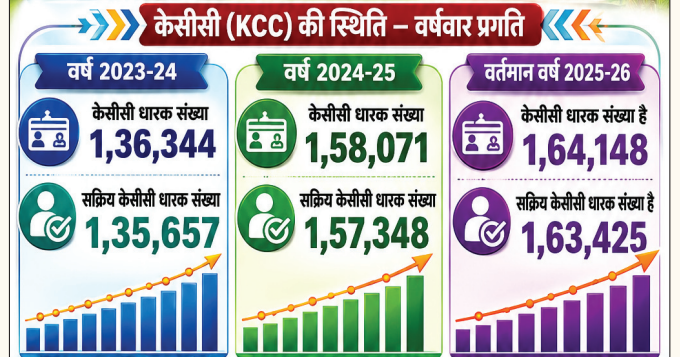 केसीसी (KCC) की स्थिति – वर्षवार प्रगति
वर्ष 2023-24
केसीसी धारक संख्या
1,36,344
सक्रिय केसीसी धारक संख्या
1,35,657
वर्ष 2024-25
केसीसी धारक संख्या
1,58,071
सक्रिय केसीसी धारक संख्या
1,57,348
वर्तमान वर्ष 2025-26
केसीसी धारक संख्या है
1,64,148
सक्रिय केसीसी धारक संख्या है
1,63,425